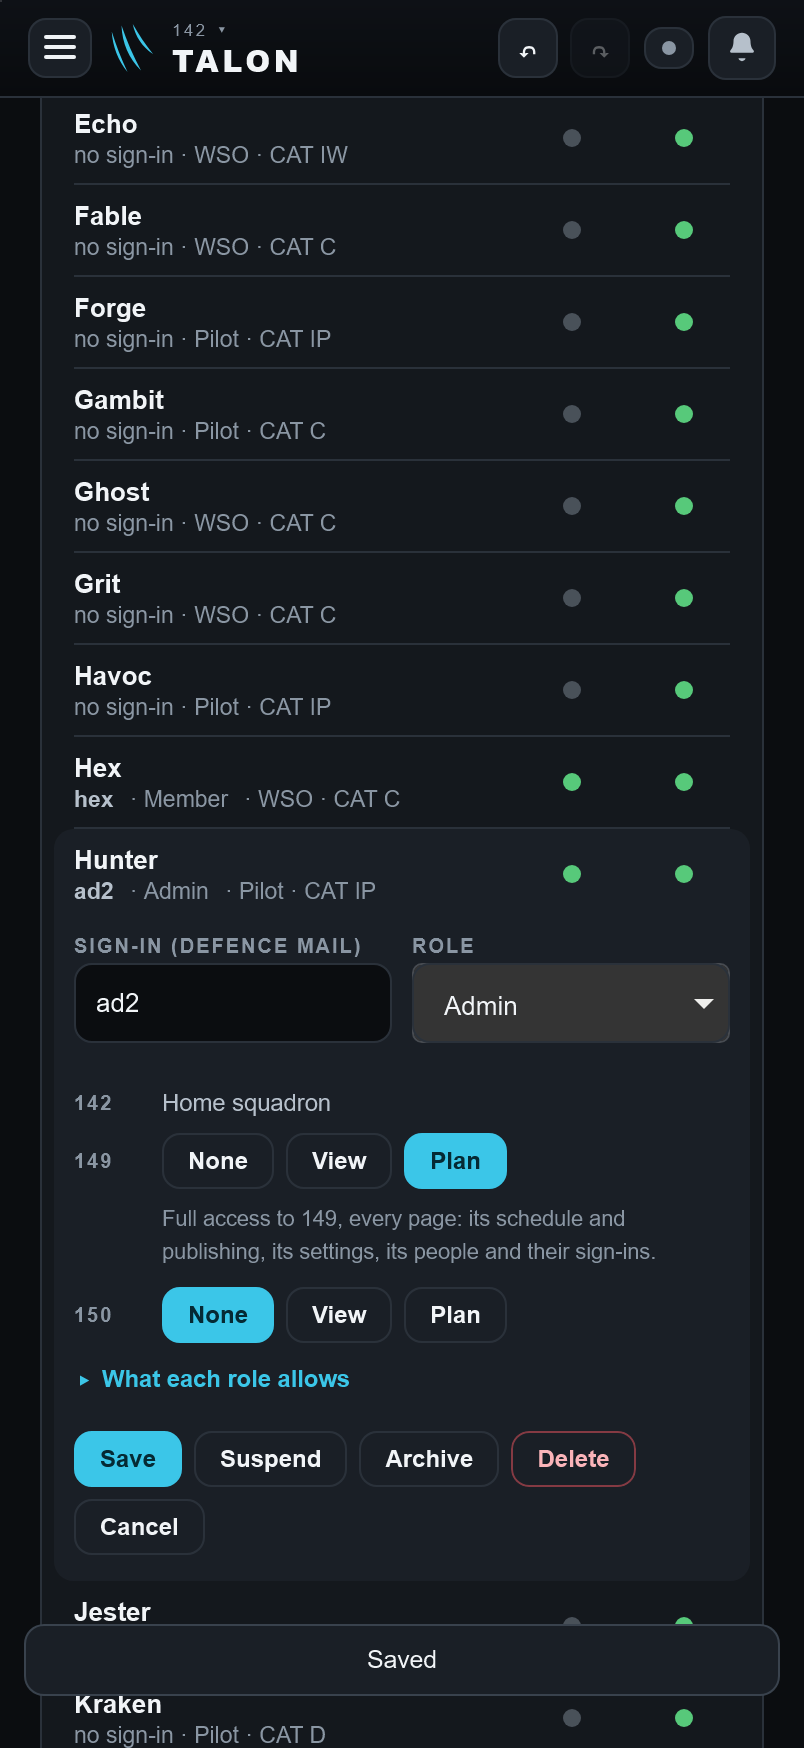 142 ▾
TALON
Echo
no sign-in · WSO · CAT IW
Fable
no sign-in · WSO · CAT C
Forge
no sign-in · Pilot · CAT IP
Gambit
no sign-in · Pilot · CAT C
Ghost
no sign-in · WSO · CAT C
Grit
no sign-in · WSO · CAT C
Havoc
no sign-in · Pilot · CAT IP
Hex
hex · Member · WSO · CAT C
Hunter
ad2 · Admin · Pilot · CAT IP
SIGN-IN (DEFENCE MAIL) ROLE
ad2 Admin
142 Home squadron
149 None View Plan
Full access to 149, every page: its schedule and
publishing, its settings, its people and their sign-ins.
150 None View Plan
▸ What each role allows
Save Suspend Archive Delete
Cancel
Jester
Saved
Kraken
no sign-in · Pilot · CAT D